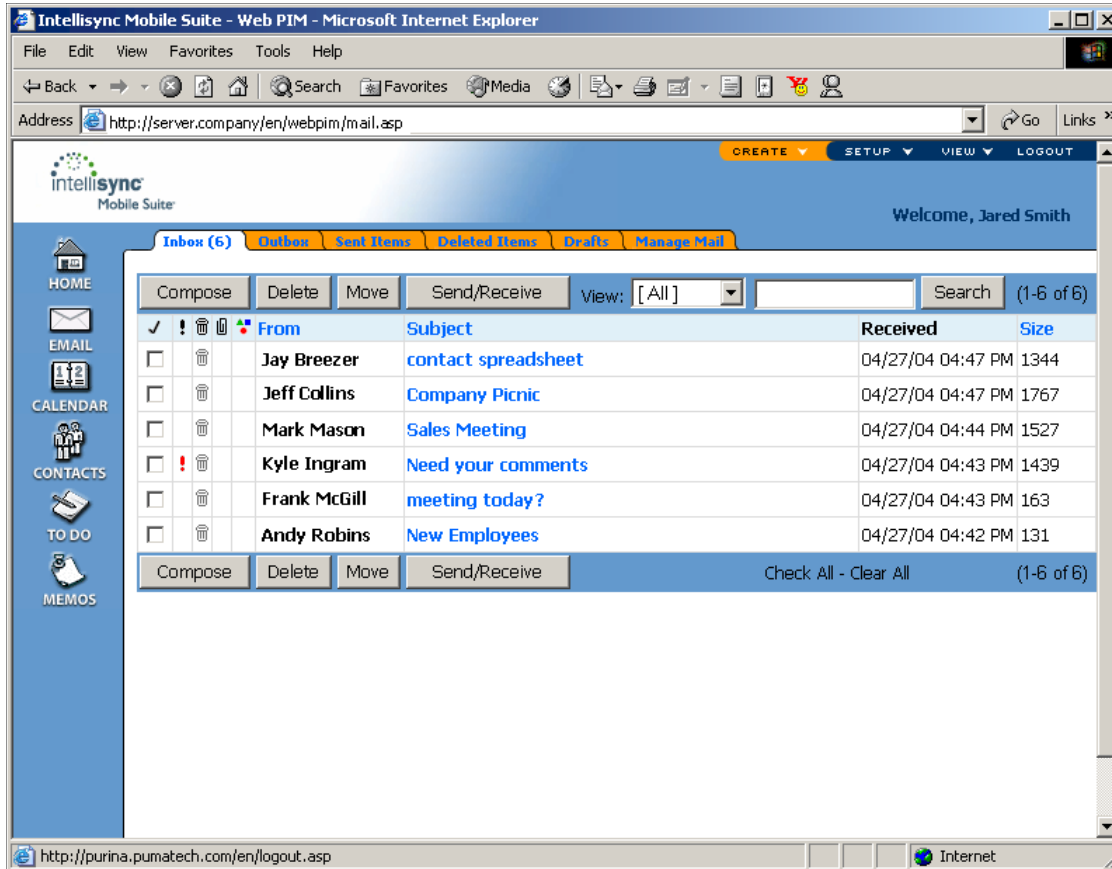 Intellisync Mobile Suite - Web PIM - Microsoft Internet Explorer
File Edit View Favorites Tools Help
Back Search Favorites Media
Address http://server.company/en/webpim/mail.asp Go Links »
CREATE SETUP VIEW LOGOUT
intellisync
Mobile Suite
Welcome, Jared Smith
Inbox (6) Outbox Sent Items Deleted Items Drafts Manage Mail
HOME
EMAIL
CALENDAR
CONTACTS
TO DO
MEMOS
Compose Delete Move Send/Receive View: [All] Search (1-6 of 6)
✓ ! From Subject Received Size
Jay Breezer contact spreadsheet 04/27/04 04:47 PM 1344
Jeff Collins Company Picnic 04/27/04 04:47 PM 1767
Mark Mason Sales Meeting 04/27/04 04:44 PM 1527
! Kyle Ingram Need your comments 04/27/04 04:43 PM 1439
Frank McGill meeting today? 04/27/04 04:43 PM 163
Andy Robins New Employees 04/27/04 04:42 PM 131
Compose Delete Move Send/Receive Check All - Clear All (1-6 of 6)
http://purina.pumatech.com/en/logout.asp Internet